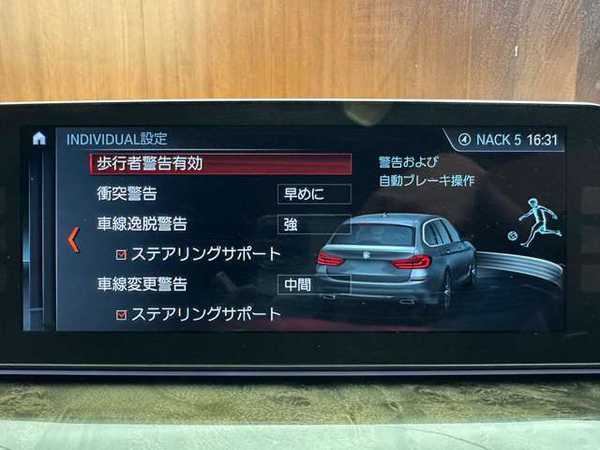 INDIVIDUAL設定
NACK 5 16:31
歩行者警告有効
警告および
自動ブレーキ操作
衝突警告 早めに
車線逸脱警告 強
ステアリングサポート
車線変更警告 中間
ステアリングサポート